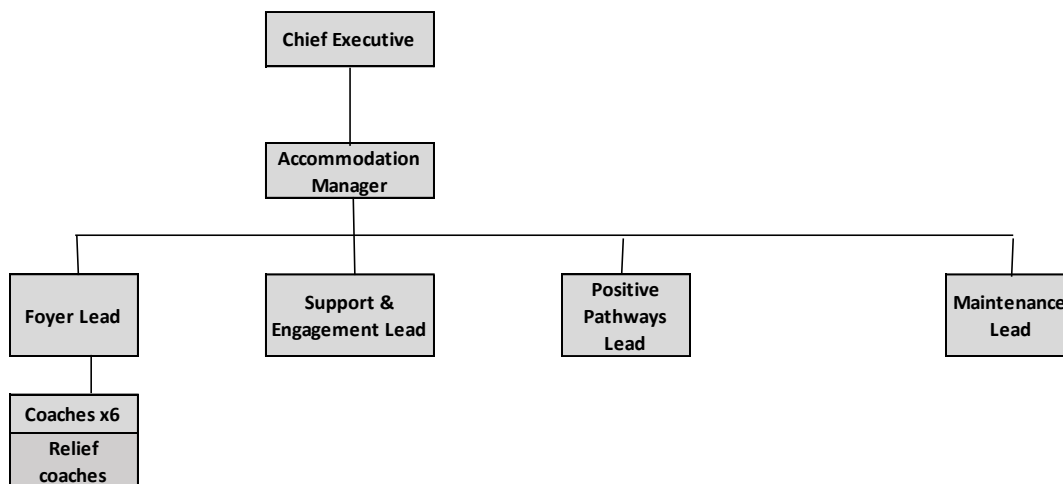 Chief Executive
Accommodation
Manager
Foyer Lead
Support &
Engagement Lead
Positive
Pathways
Lead
Maintenance
Lead
Coaches x6
Relief
coaches